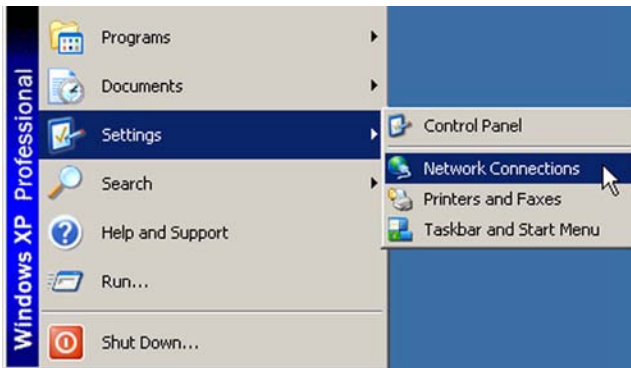 Windows XP Professional
Programs
Documents
Settings
Search
Help and Support
Run...
Shut Down...
Control Panel
Network Connections
Printers and Faxes
Taskbar and Start Menu